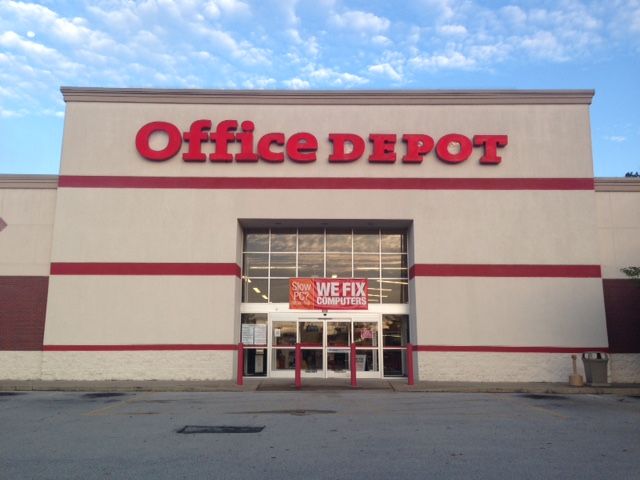 Office DEPOT
Slow
PC?
WE FIX
COMPUTERS